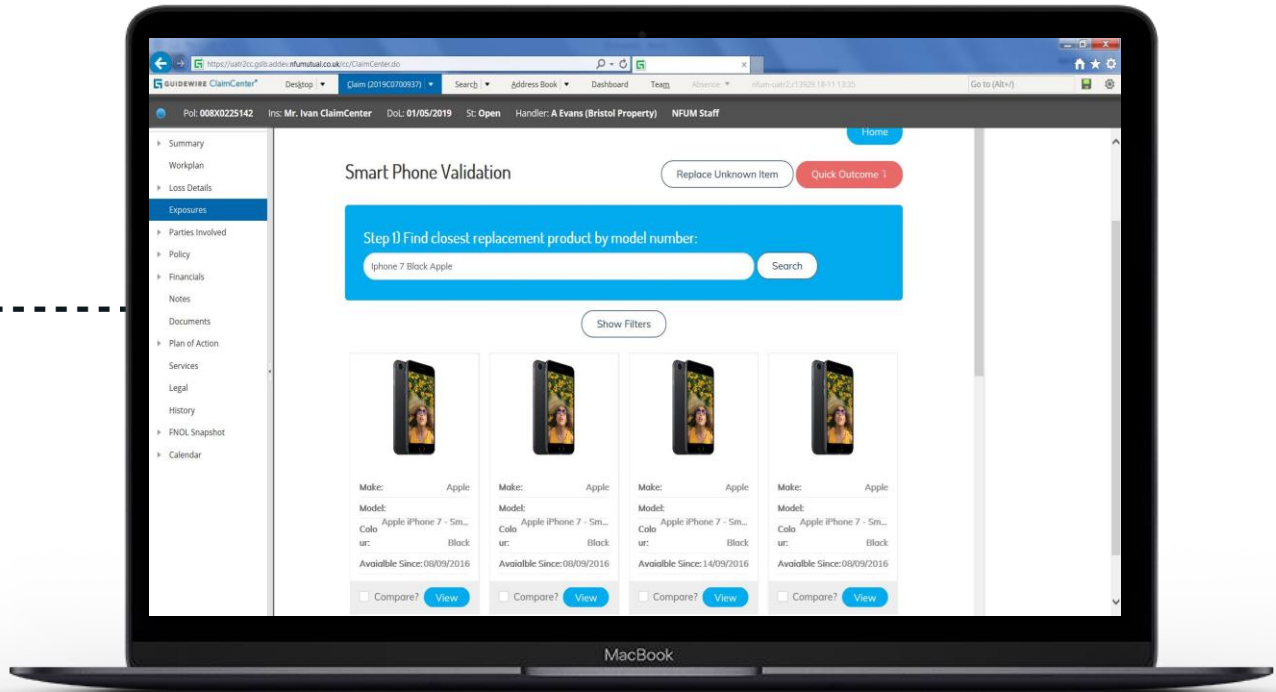 https://uatr2cc.gslb.addev.nfumutual.co.uk/cc/ClaimCenter.do
GUIDEWIRE ClaimCenter® Desktop Claim (2019C0700937) Search Address Book Dashboard Team Absence Go to (Alt+/)
Pol: 008X0225142 Ins: Mr. Ivan ClaimCenter DoL: 01/05/2019 St: Open Handler: A Evans (Bristol Property) NFUM Staff
Summary
Workplan
Loss Details
Exposures
Parties Involved
Policy
Financials
Notes
Documents
Plan of Action
Services
Legal
History
FNOL Snapshot
Calendar
Home
Smart Phone Validation Replace Unknown Item Quick Outcome
Step 1) Find closest replacement product by model number:
Iphone 7 Black Apple Search
Show Filters
Make: Apple Make: Apple Make: Apple Make: Apple
Model: Model: Model: Model:
Apple iPhone 7 - Sm... Apple iPhone 7 - Sm... Apple iPhone 7 - Sm... Apple iPhone 7 - Sm...
Colo Colo Colo Colo
ur: Black ur: Black ur: Black ur: Black
Avaialble Since: 08/09/2016 Avaialble Since: 08/09/2016 Avaialble Since: 14/09/2016 Avaialble Since: 08/09/2016
Compare? View Compare? View Compare? View Compare? View
MacBook